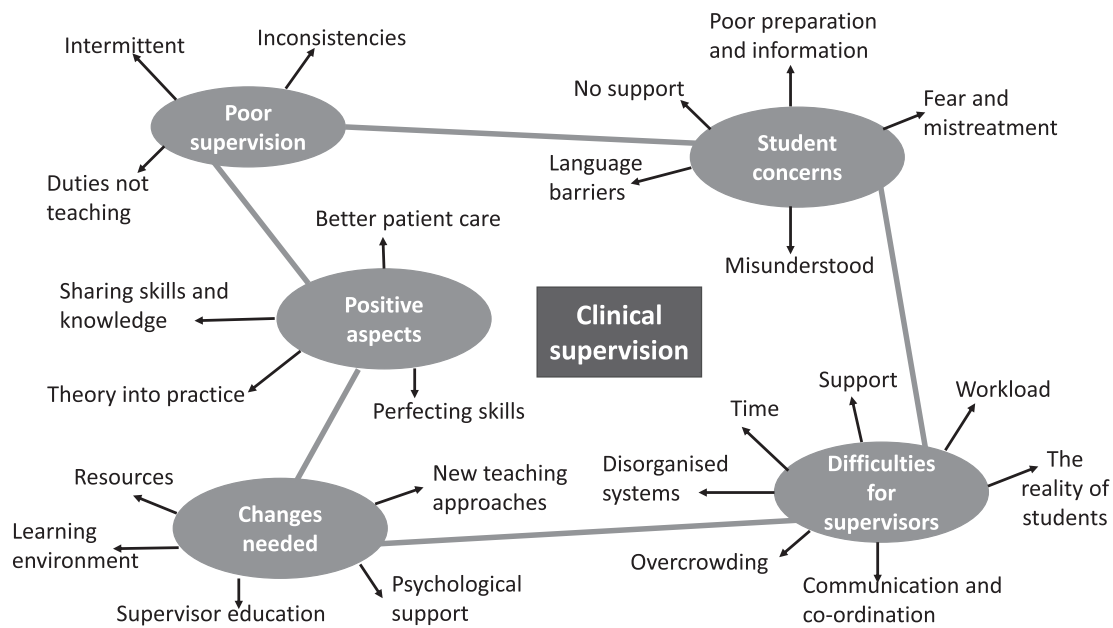 Intermittent
Inconsistencies
Poor
supervision
Duties not
teaching
Poor preparation
and information
No support
Fear and
mistreatment
Student
concerns
Language
barriers
Misunderstood
Better patient care
Sharing skills and
knowledge
Positive
aspects
Theory into practice
Perfecting skills
Clinical
supervision
Support
Workload
Time
Disorganised
systems
Difficulties
for
supervisors
The
reality of
students
Overcrowding
Communication and
co-ordination
Resources
New teaching
approaches
Changes
needed
Learning
environment
Supervisor education
Psychological
support